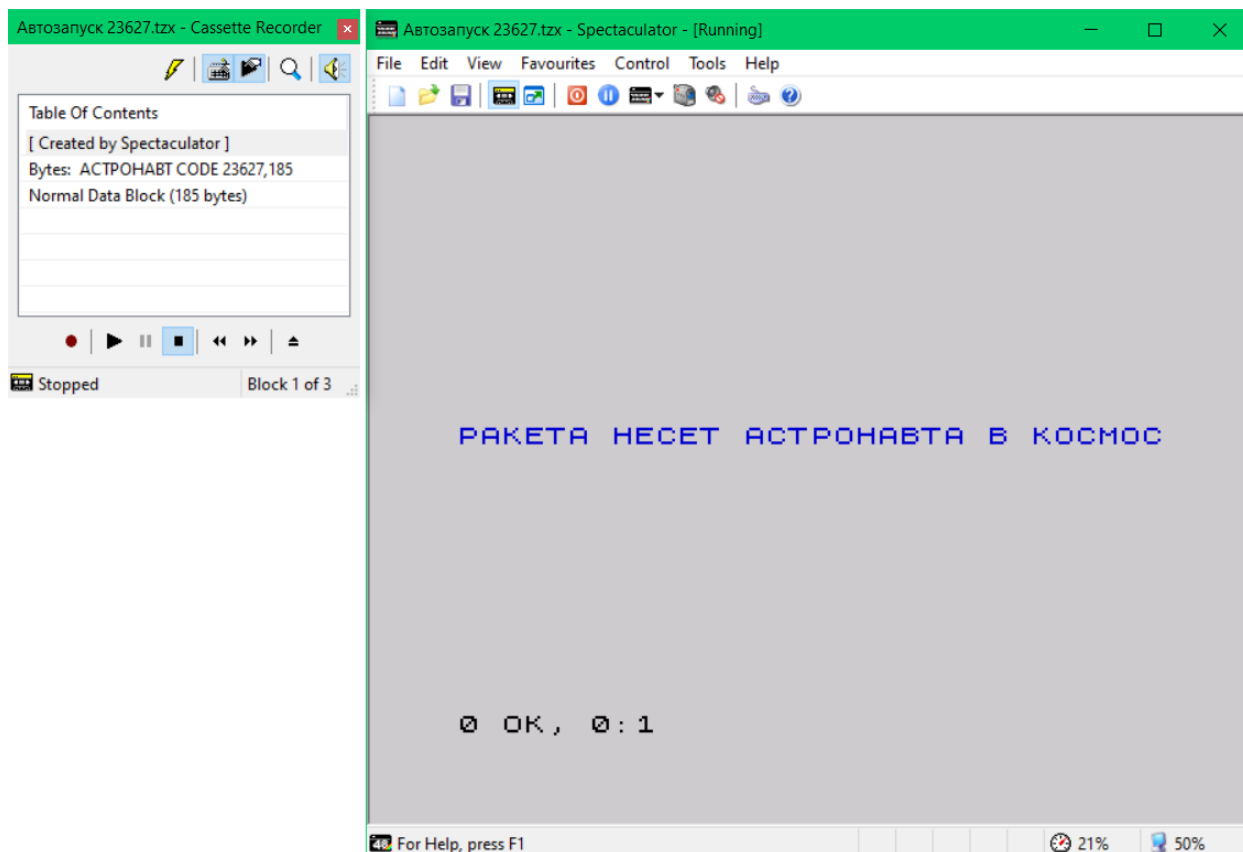 Автозапуск 23627.tzx - Cassette Recorder
Table Of Contents
[ Created by Spectaculator ]
Bytes: АСТРОНАВТ CODE 23627,185
Normal Data Block (185 bytes)
Stopped
Block 1 of 3
Автозапуск 23627.tzx - Spectaculator - [Running]
File Edit View Favourites Control Tools Help
РАКЕТА НЕСЕТ АСТРОНАВТА В КОСМОС
0 OK, 0:1
48 For Help, press F1
21%
50%